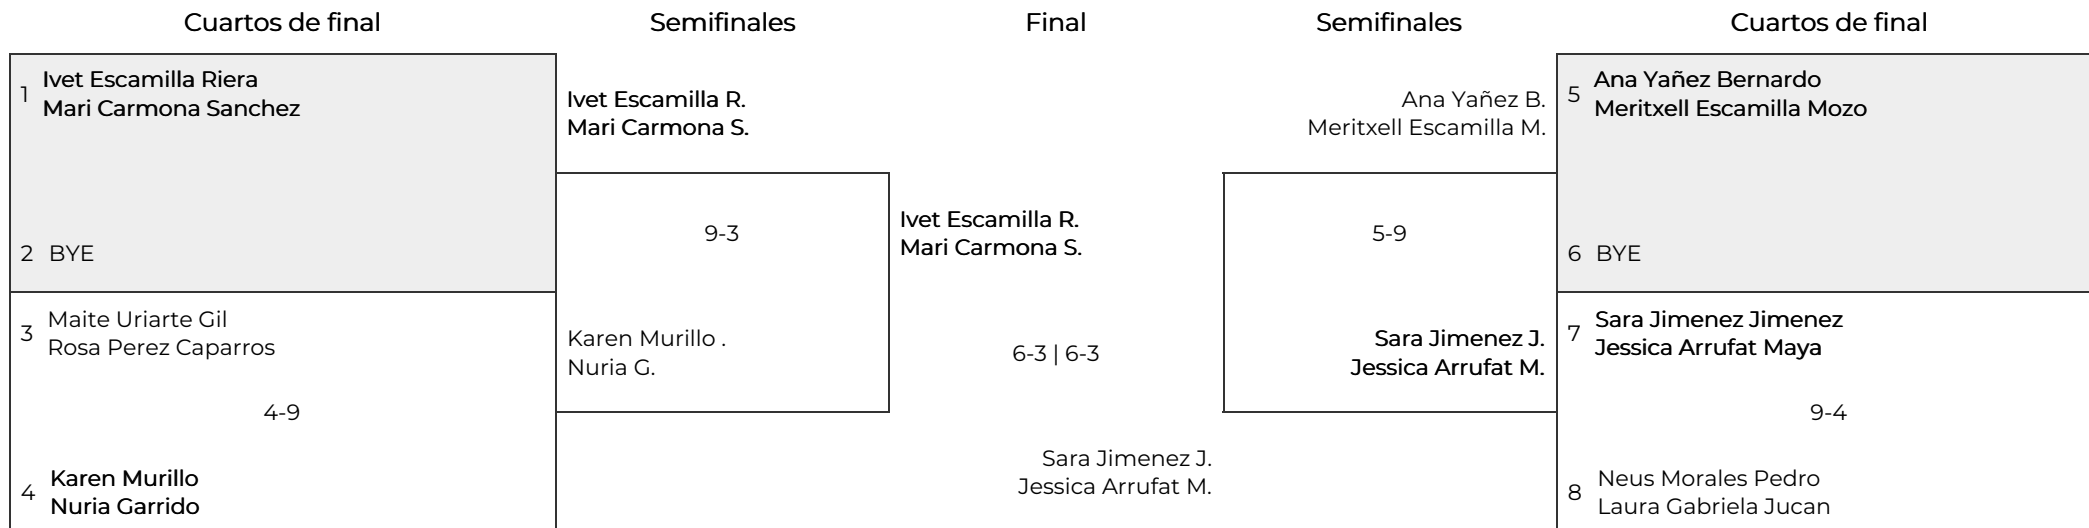 Cuartos de final
Semifinales
Final
Semifinales
Cuartos de final
1
Ivet Escamilla Riera
Mari Carmona Sanchez
2 BYE
3
Maite Uriarte Gil
Rosa Perez Caparros
4-9
4
Karen Murillo
Nuria Garrido
Ivet Escamilla R.
Mari Carmona S.
9-3
Karen Murillo .
Nuria G.
Ivet Escamilla R.
Mari Carmona S.
6-3 | 6-3
Sara Jimenez J.
Jessica Arrufat M.
Ana Yañez B.
Meritxell Escamilla M.
5-9
Sara Jimenez J.
Jessica Arrufat M.
5
Ana Yañez Bernardo
Meritxell Escamilla Mozo
6 BYE
7
Sara Jimenez Jimenez
Jessica Arrufat Maya
9-4
8
Neus Morales Pedro
Laura Gabriela Jucan